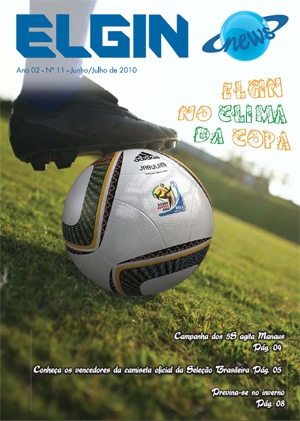 ELGIN
news
Ano 02 - Nº 11 - Junho/Julho de 2010
ELGIN
NO CLIMA
DA COPA
adidas
JABULANI
Campanha dos 5S agita Manaus
Pág. 04
Conheça os vencedores da camiseta oficial da Seleção Brasileira Pág. 05
Previna-se no inverno
Pág. 08